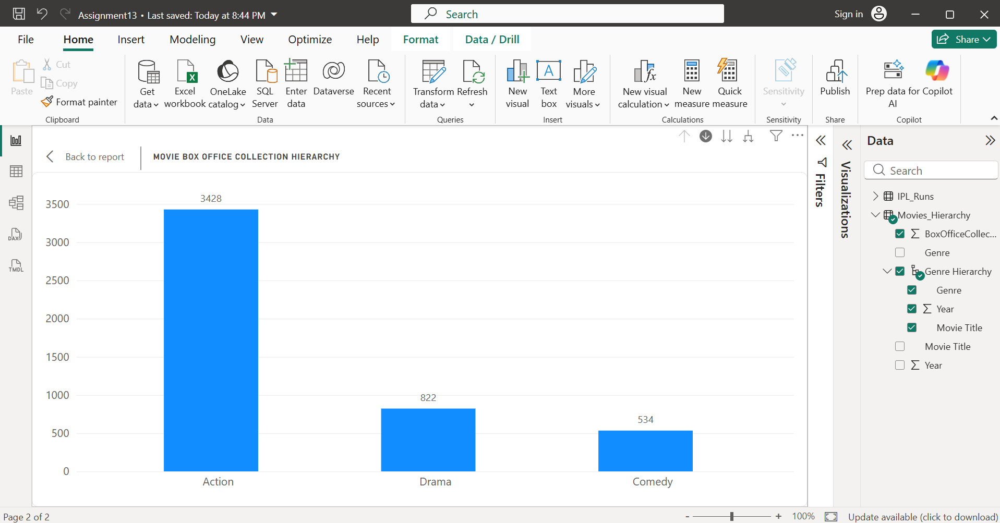 Assignment13 • Last saved: Today at 8:44 PM
Search
Sign in
File
Home
Insert
Modeling
View
Optimize
Help
Format
Data / Drill
Share
Paste
Cut
Copy
Format painter
Clipboard
Get data
Excel workbook
OneLake catalog
SQL Server
Enter data
Dataverse
Recent sources
Data
Transform data
Refresh
Queries
New visual
A
Text box
More visuals
Insert
fx
New visual calculation
New measure
Quick measure
Calculations
Sensitivity
Sensitivity
Publish
Share
Prep data for AI
Copilot
Copilot
DAX
TMDL
Back to report
MOVIE BOX OFFICE COLLECTION HIERARCHY
3500
3000
2500
2000
1500
1000
500
0
3428
822
534
Action
Drama
Comedy
Filters
Visualizations
Data
Search
IPL_Runs
Movies_Hierarchy
∑ BoxOfficeCollec...
Genre
Genre Hierarchy
Genre
∑ Year
Movie Title
Movie Title
∑ Year
Page 2 of 2
- +
100%
Update available (click to download)